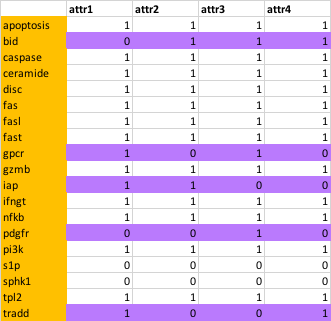 attr1 attr2 attr3 attr4
apoptosis 1 1 1 1
bid 0 1 1 1
caspase 1 1 1 1
ceramide 1 1 1 1
disc 1 1 1 1
fas 1 1 1 1
fasl 1 1 1 1
fast 1 1 1 1
gpcr 1 0 1 0
gzmb 1 1 1 1
iap 1 1 0 0
ifngt 1 1 1 1
nfkb 1 1 1 1
pdgfr 0 0 1 0
pi3k 1 1 1 1
s1p 0 0 0 0
sphk1 0 0 0 0
tpl2 1 1 1 1
tradd 1 0 0 1